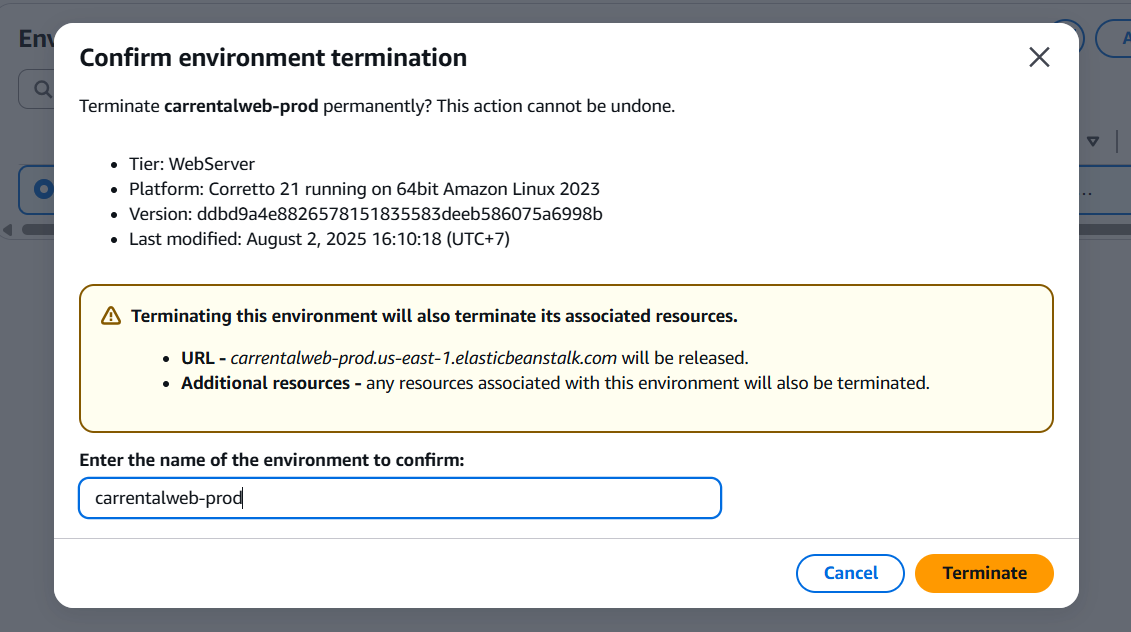 Env
Confirm environment termination
Terminate carrentalweb-prod permanently? This action cannot be undone.
• Tier: WebServer
• Platform: Corretto 21 running on 64bit Amazon Linux 2023
• Version: ddbd9a4e8826578151835583deeb586075a6998b
• Last modified: August 2, 2025 16:10:18 (UTC+7)
Terminating this environment will also terminate its associated resources.
• URL - carrentalweb-prod.us-east-1.elasticbeanstalk.com will be released.
• Additional resources - any resources associated with this environment will also be terminated.
Enter the name of the environment to confirm:
carrentalweb-prod
Cancel
Terminate